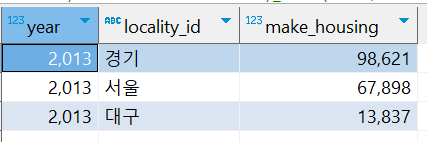 123 year ABC locality_id 123 make_housing
2,013 경기 98,621
2,013 서울 67,898
2,013 대구 13,837